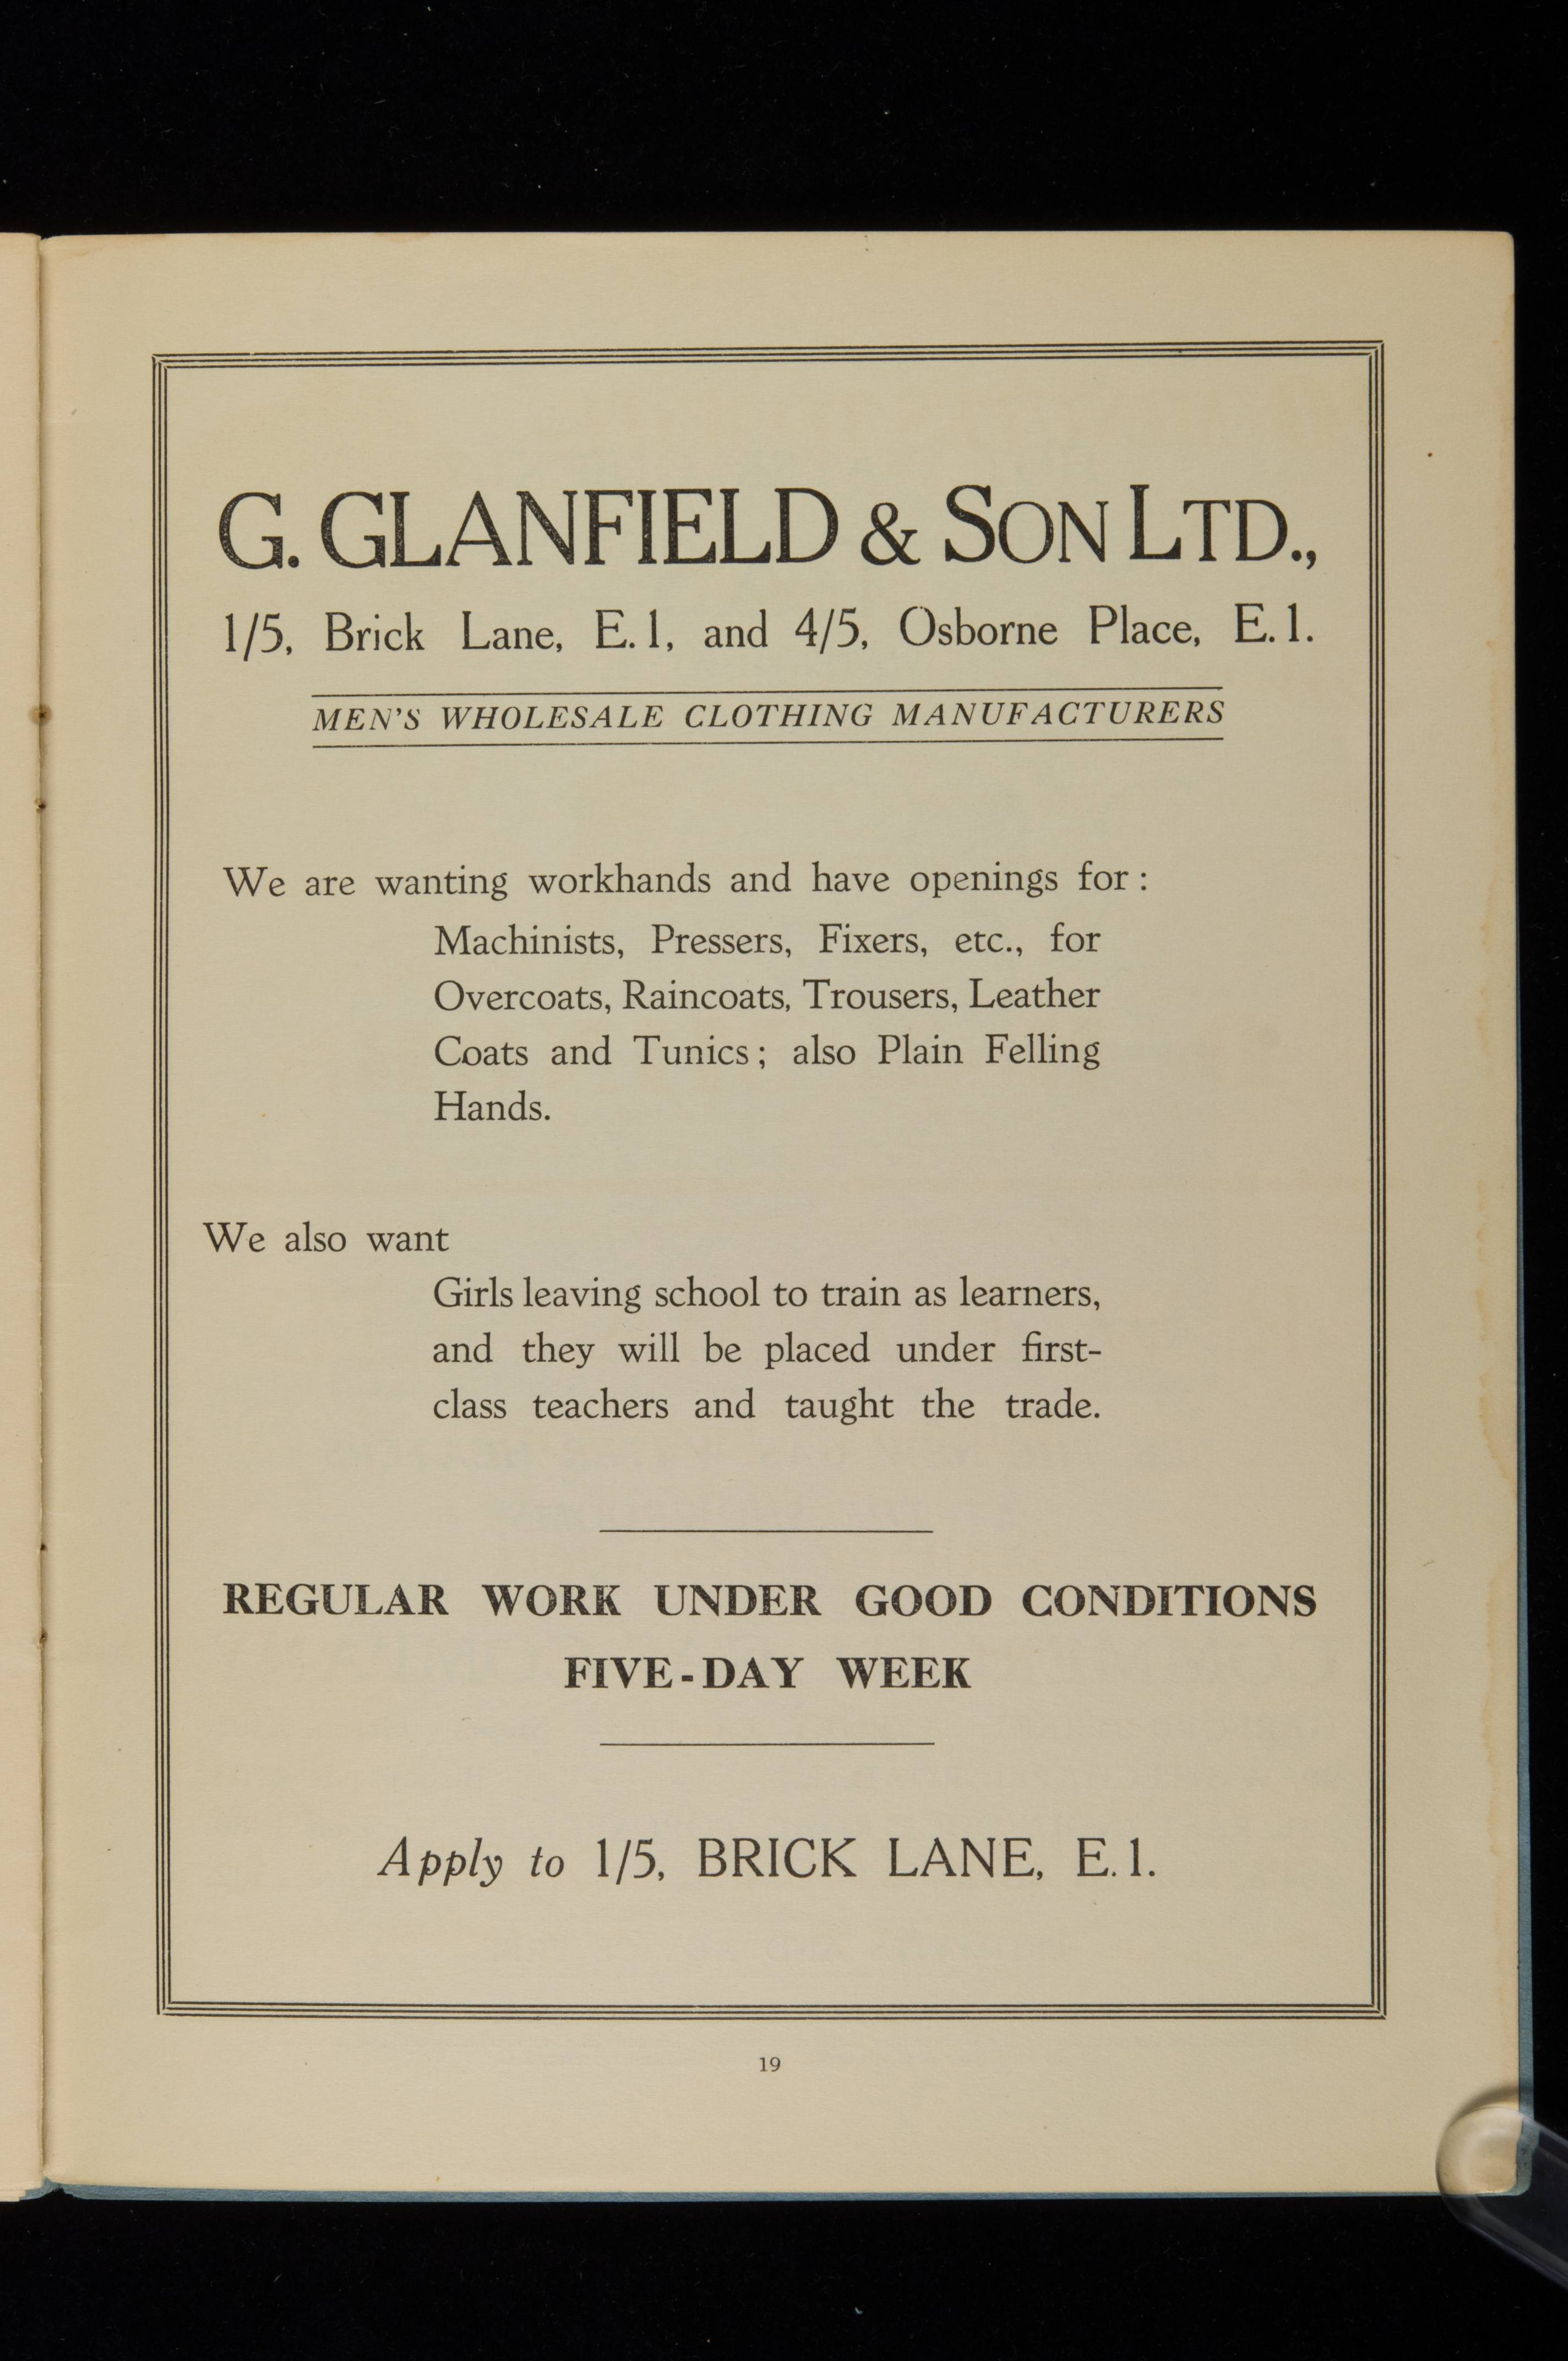 G. GLANFIELD & SON LTD.,
1/5, Brick Lane, E.1, and 4/5, Osborne Place, E.1.
MEN'S WHOLESALE CLOTHING MANUFACTURERS
We are wanting workhands and have openings for :
Machinists, Pressers, Fixers, etc., for
Overcoats, Raincoats, Trousers, Leather
Coats and Tunics ; also Plain Felling
Hands.
We also want
Girls leaving school to train as learners,
and they will be placed under first-
class teachers and taught the trade.
REGULAR WORK UNDER GOOD CONDITIONS
FIVE-DAY WEEK
Apply to 1/5, BRICK LANE, E.1.
19